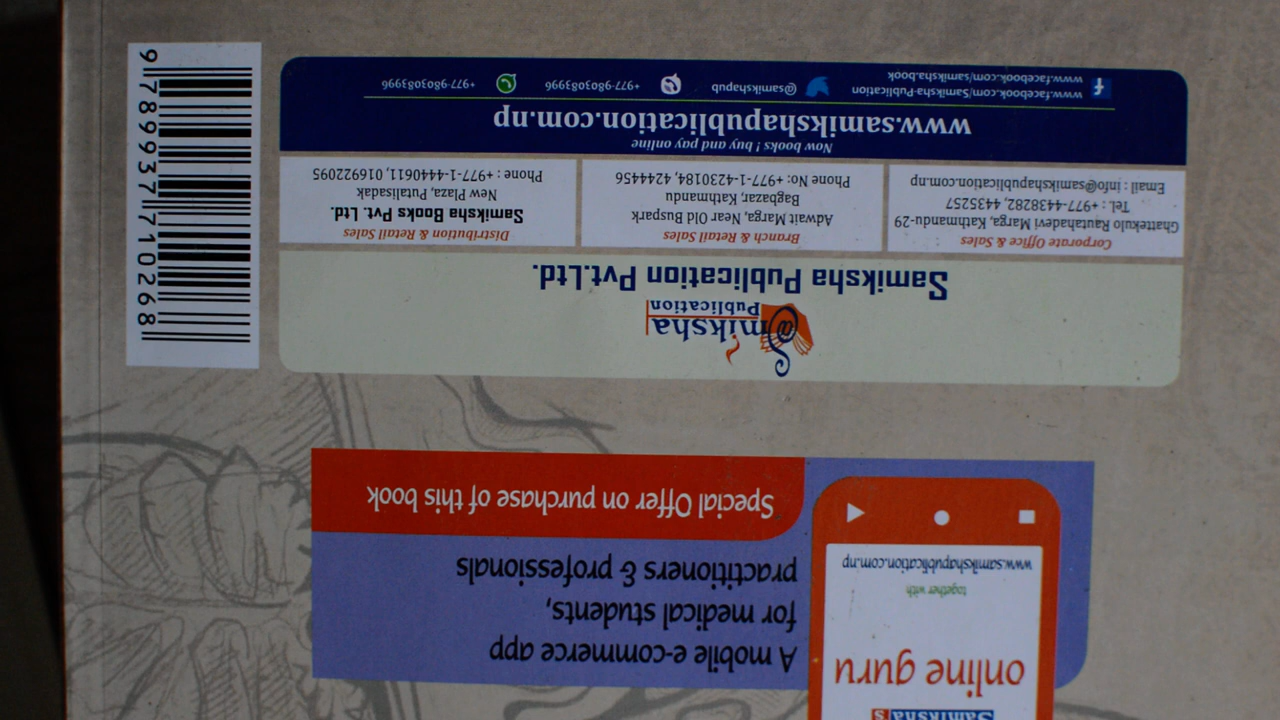 Samiksha's
online guru
together with
www.samikshapublication.com.np
A mobile e-commerce app
for medical students,
practitioners & professionals
Special Offer on purchase of this book
S@miksha
Publication
Samiksha Publication Pvt.Ltd.
Corporate Office & Sales
Ghattekulo Rautahadevi Marga, Kathmandu-29
Tel. : +977-4438282, 4435257
Email : info@samikshapublication.com.np
Branch & Retail Sales
Adwait Marga, Near Old Buspark
Bagbazar, Kathmandu
Phone No: +977-1-4230184, 4244456
Distribution & Retail Sales
Samiksha Books Pvt. Ltd.
New Plaza, Putalisadak
Phone : +977-1-4440611, 016922095
Now books ! buy and pay online
www.samikshapublication.com.np
www.facebook.com/Samiksha-Publication
www.facebook.com/samiksha.book
@samikshapub
+977-9803083996
+977-9803083996
9789937710268